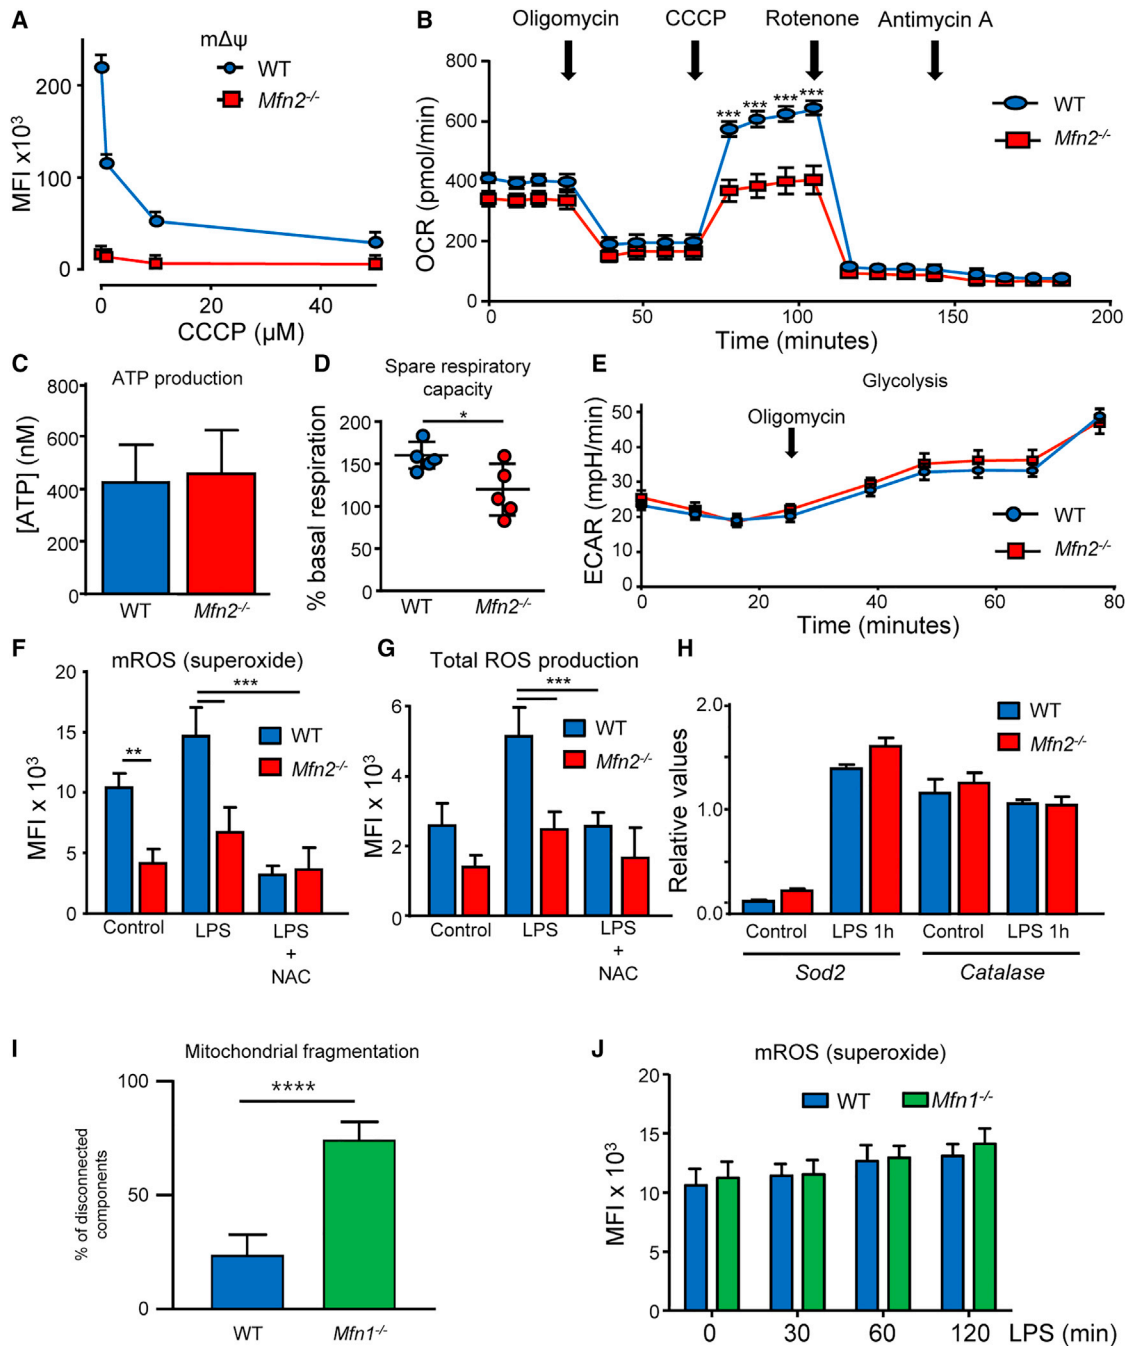 A
mΔψ
WT
Mfn2-/-
MFI x10³
200
100
0
0 20 40
CCCP (μM)
B
Oligomycin CCCP Rotenone Antimycin A
OCR (pmol/min)
800
600
400
200
0
*** *** *** ***
WT
Mfn2-/-
0 50 100 150 200
Time (minutes)
C
ATP production
[ATP] (nM)
800
600
400
200
0
WT Mfn2-/-
D
Spare respiratory
capacity
% basal respiration
200
150
100
50
0
*
WT Mfn2-/-
E
Glycolysis
Oligomycin
ECAR (mpH/min)
50
40
30
20
10
0
WT
Mfn2-/-
0 20 40 60 80
Time (minutes)
F
mROS (superoxide)
MFI x 10³
20
15
10
5
0
**
***
WT
Mfn2-/-
Control LPS LPS
+
NAC
G
Total ROS production
MFI x 10³
6
4
2
0
***
WT
Mfn2-/-
Control LPS LPS
+
NAC
H
Relative values
2.0
1.0
0.0
WT
Mfn2-/-
Control LPS 1h Control LPS 1h
Sod2 Catalase
I
Mitochondrial fragmentation
% of disconnected
components
100
50
0
****
WT Mfn1-/-
J
mROS (superoxide)
MFI x 10³
20
15
10
5
0
WT Mfn1-/-
0 30 60 120 LPS (min)